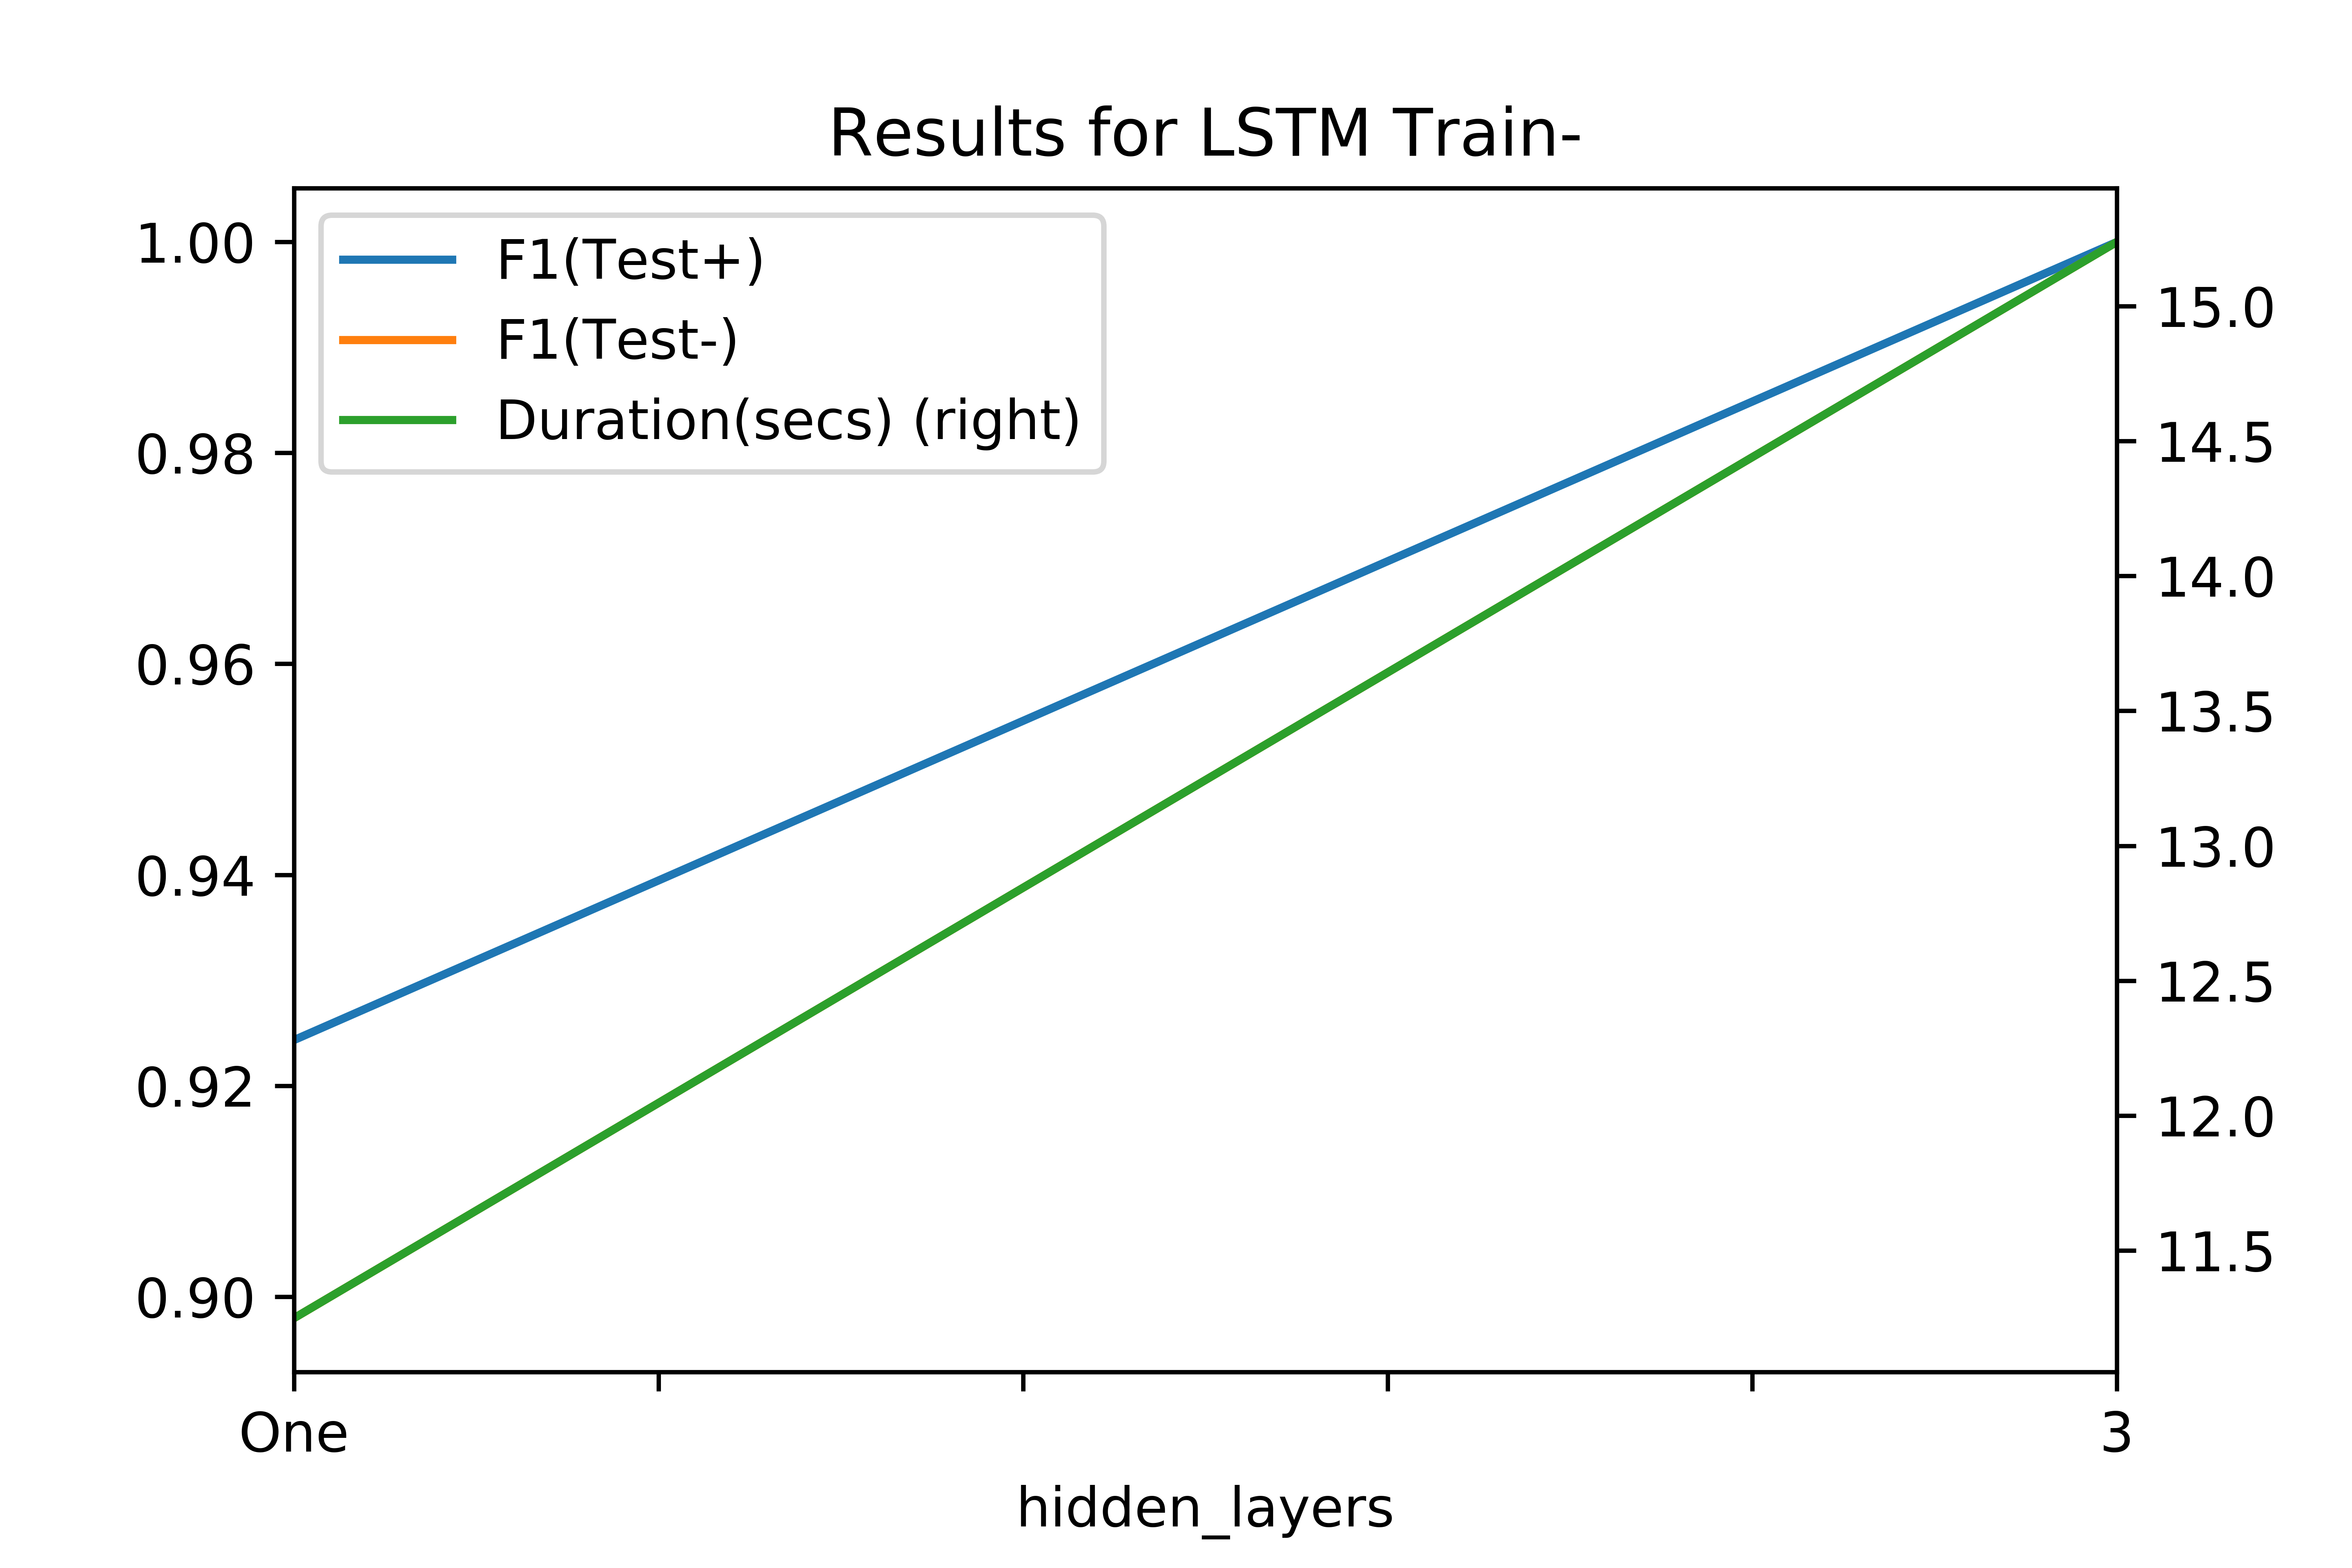 Results for LSTM Train-
F1(Test+)
F1(Test-)
Duration(secs) (right)
1.00
0.98
0.96
0.94
0.92
0.90
15.0
14.5
14.0
13.5
13.0
12.5
12.0
11.5
One
3
hidden_layers